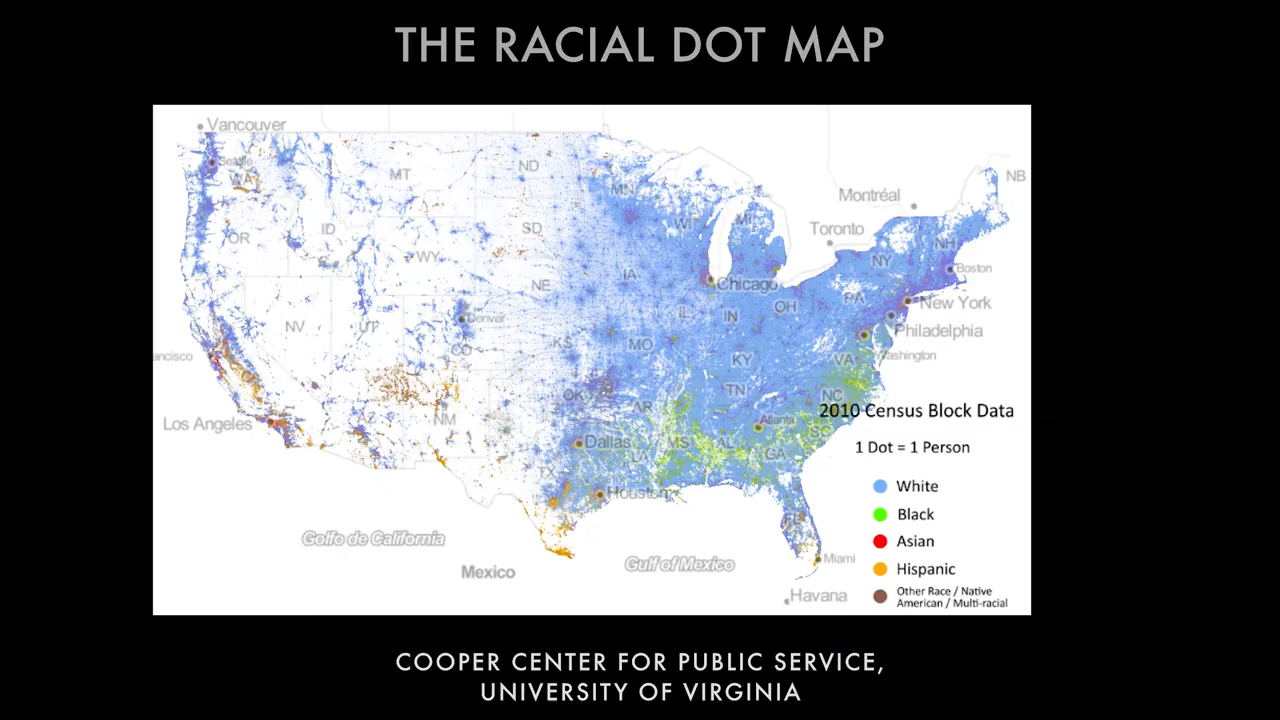 THE RACIAL DOT MAP
Vancouver
Seattle
WA
MT
ND
MN
NB
Montréal
OR
ID
SD
WI
MI
Toronto
NH
WY
NY
Boston
IA
NE
Chicago
PA
New York
OH
NV
UT
Denver
IL
IN
Philadelphia
CO
KS
MO
KY
VA
Washington
ancisco
CA
TN
NC
OK
AR
2010 Census Block Data
Los Angeles
AZ
NM
Atlanta
SC
Dallas
MS
AL
GA
1 Dot = 1 Person
LA
TX
Houston
White
Black
FL
Golfo de California
Asian
Gulf of Mexico
Miami
Mexico
Hispanic
Havana
Other Race / Native
American / Multi-racial
COOPER CENTER FOR PUBLIC SERVICE,
UNIVERSITY OF VIRGINIA